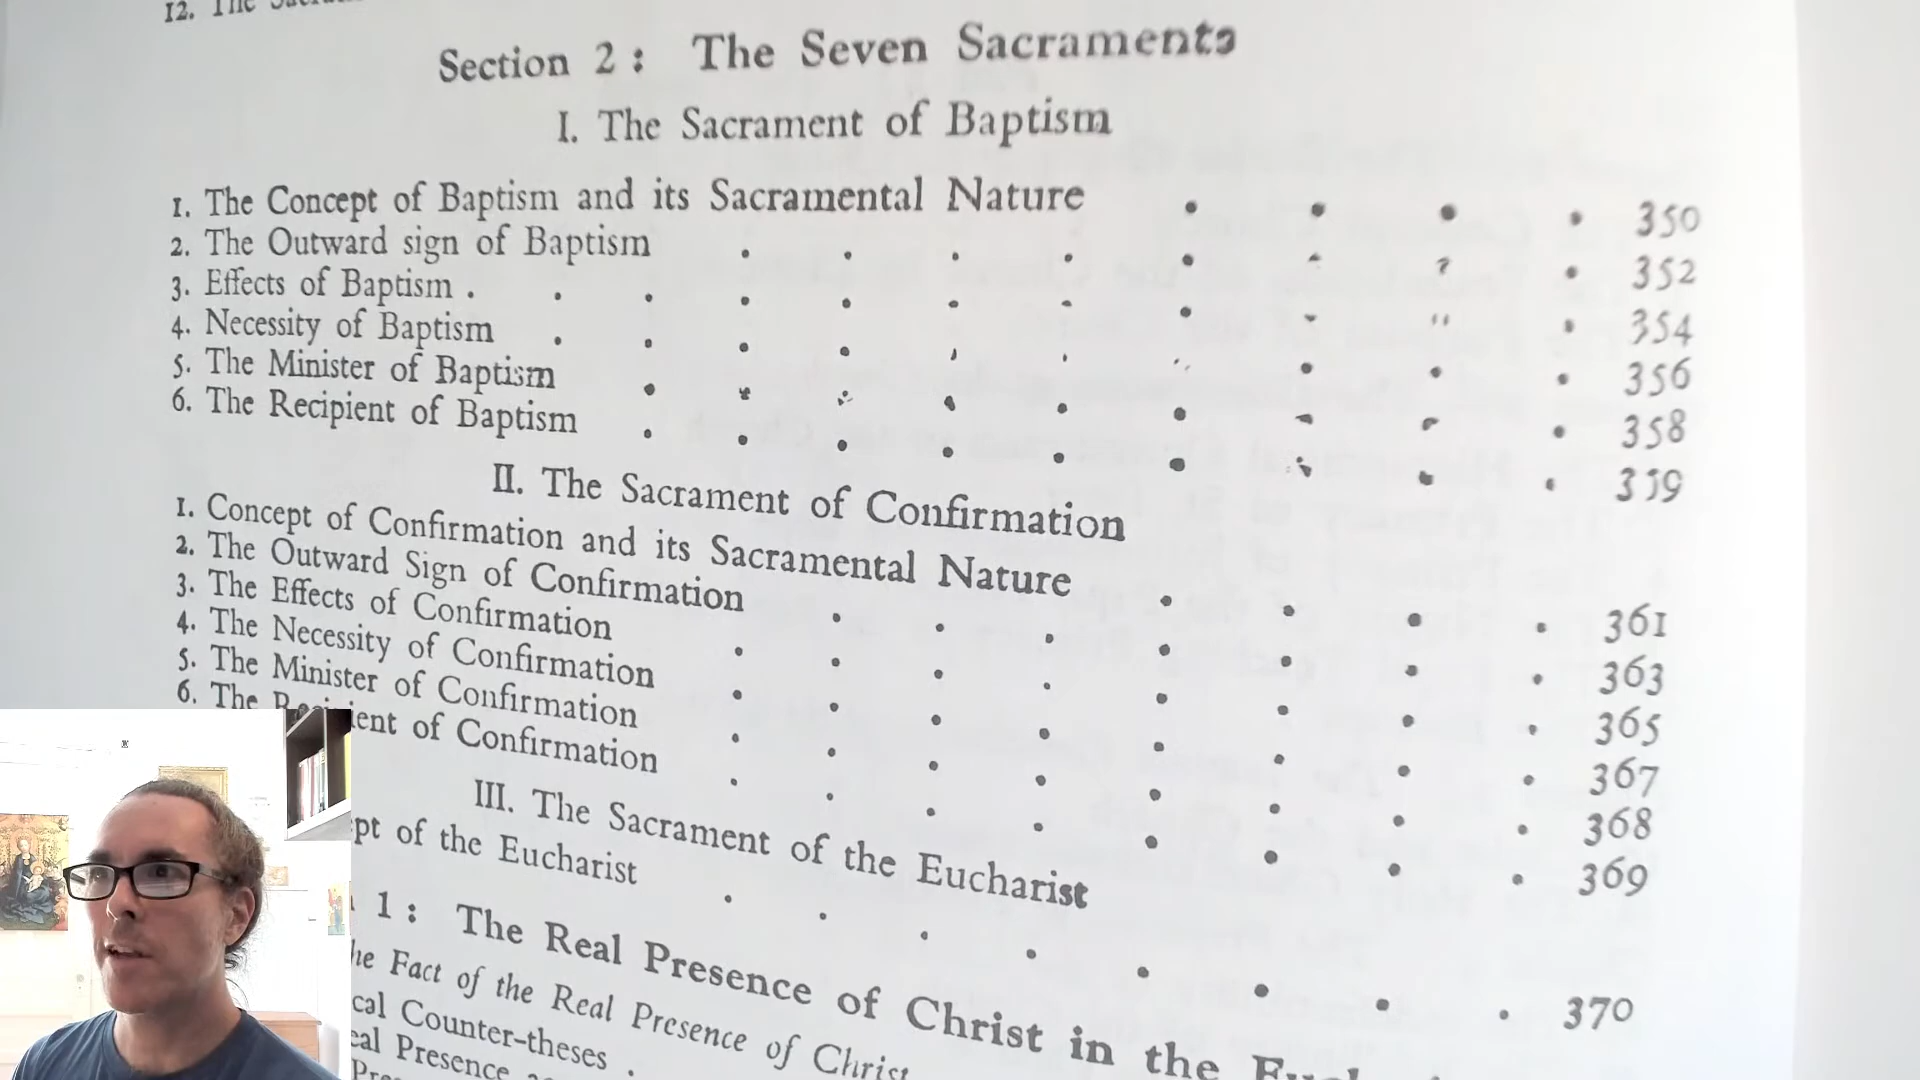 12. The
Section 2 : The Seven Sacraments
I. The Sacrament of Baptism
1. The Concept of Baptism and its Sacramental Nature . . . . 350
2. The Outward sign of Baptism . . . . . . . . 352
3. Effects of Baptism . . . . . . . . . . 354
4. Necessity of Baptism . . . . . . . . . . 356
5. The Minister of Baptism . . . . . . . . . 358
6. The Recipient of Baptism . . . . . . . . . 359
II. The Sacrament of Confirmation
1. Concept of Confirmation and its Sacramental Nature . . . . 361
2. The Outward Sign of Confirmation . . . . . . . 363
3. The Effects of Confirmation . . . . . . . . 365
4. The Necessity of Confirmation . . . . . . . . 367
5. The Minister of Confirmation . . . . . . . . 368
6. The Recipient of Confirmation . . . . . . . . 369
III. The Sacrament of the Eucharist
pt of the Eucharist . . . . . . . . 370
1 : The Real Presence of Christ in the
he Fact of the Real Presence of Christ
cal Counter-theses .
eal Presence